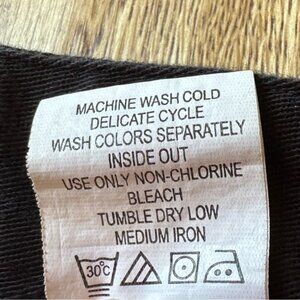 MACHINE WASH COLD
DELICATE CYCLE
WASH COLORS SEPARATELY
INSIDE OUT
USE ONLY NON-CHLORINE
BLEACH
TUMBLE DRY LOW
MEDIUM IRON
30°C